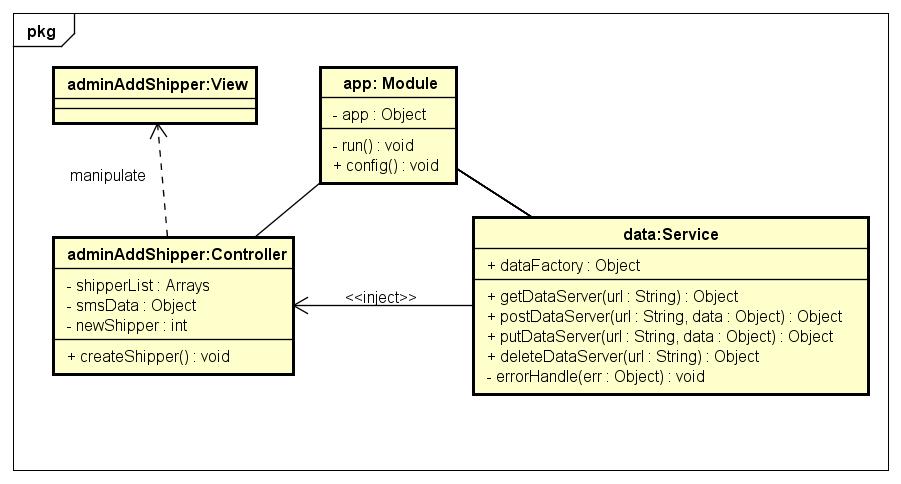 pkg
adminAddShipper:View
app: Module
- app : Object
- run() : void
+ config() : void
manipulate
adminAddShipper:Controller
- shipperList : Arrays
- smsData : Object
- newShipper : int
+ createShipper() : void
<<inject>>
data:Service
+ dataFactory : Object
+ getDataServer(url : String) : Object
+ postDataServer(url : String, data : Object) : Object
+ putDataServer(url : String, data : Object) : Object
+ deleteDataServer(url : String) : Object
- errorHandle(err : Object) : void